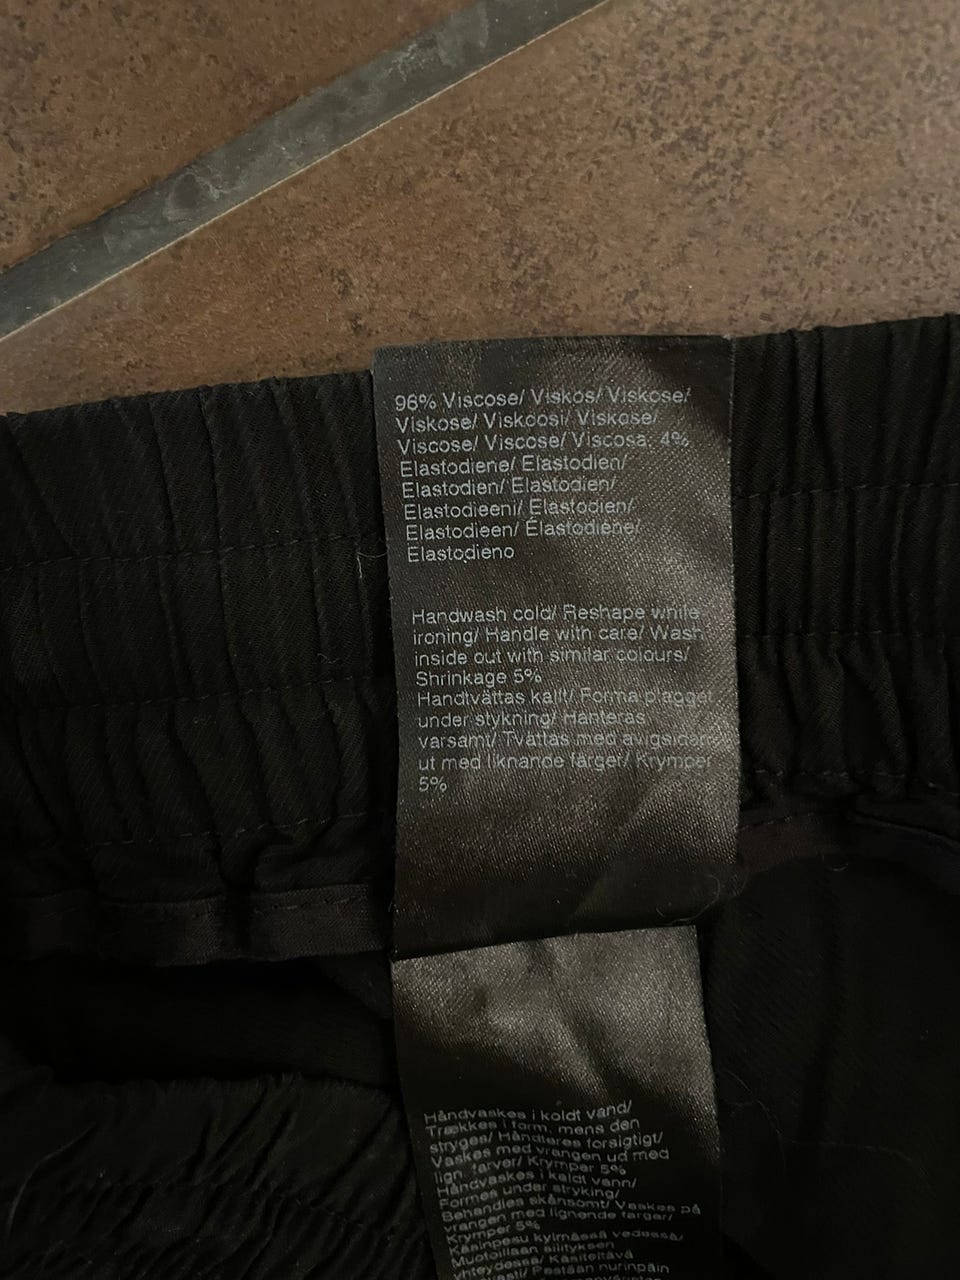 96% Viscose/ Viskos/ Viskose/
Viskose/ Viskoosi/ Viskose/
Viscose/ Viscose/ Viscosa: 4%
Elastodiene/ Elastodien/
Elastodien/ Elastodien/
Elastodieeni/ Elastodien/
Elastodieen/ Élastodiène/
Elastodieno
Handwash cold/ Reshape while
ironing/ Handle with care/ Wash
inside out with similar colours/
Shrinkage 5%
Handtvättas kallt/ Forma plagget
under stykning/ Hanteras
varsamt/ Tvättas med avigsidan
ut med liknande färger/ Krymper
5%
Håndvaskes i koldt vand/
Trækkes i form, mens den
stryges/ Håndteres forsigtigt/
Vaskes med vrangen ud med
lign. farver/ Krymper 5%
Håndvaskes i kaldt vann/
Formes under stryking/
Behandles skånsomt/ Vaskes på
vrangen med lignende farger/
Krymper 5%
Käsinpesu kylmässä vedessä/
Muotoillaan silityksen
yhteydessä/ Käsiteltävä
Pestään nurinpäin